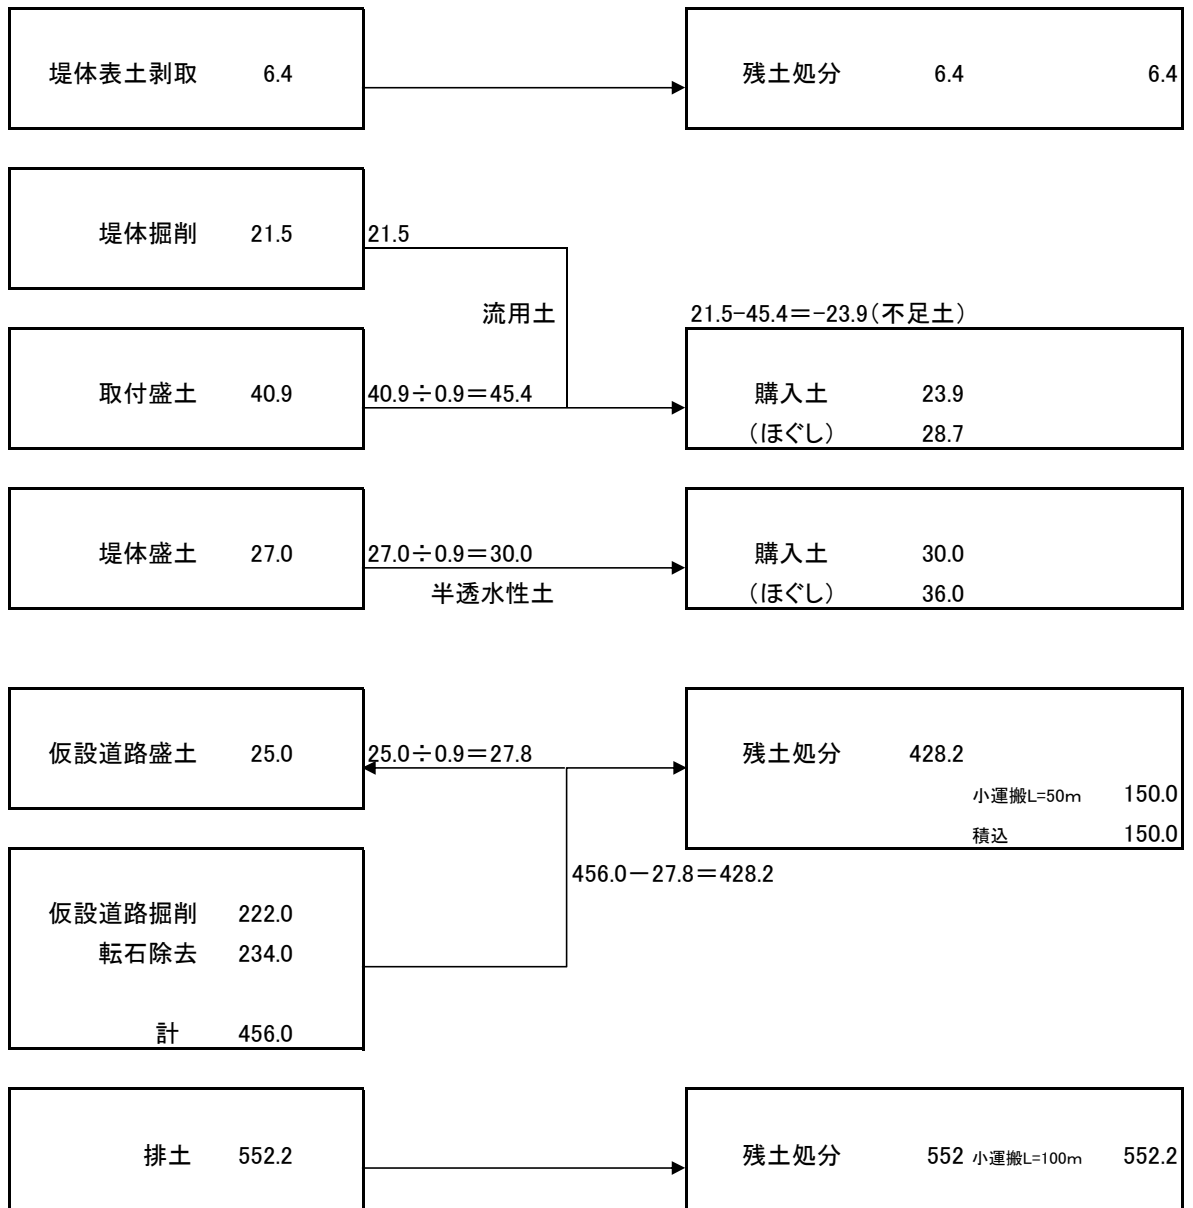 堤体表土剥取 6.4
残土処分 6.4 6.4
堤体掘削 21.5
21.5
流用土
21.5-45.4＝-23.9(不足土)
取付盛土 40.9
40.9÷0.9＝45.4
購入土 23.9
(ほぐし) 28.7
堤体盛土 27.0
27.0÷0.9＝30.0
半透水性土
購入土 30.0
(ほぐし) 36.0
仮設道路盛土 25.0
25.0÷0.9＝27.8
残土処分 428.2
小運搬L=50m 150.0
積込 150.0
456.0－27.8＝428.2
仮設道路掘削 222.0
転石除去 234.0
計 456.0
排土 552.2
残土処分 552 小運搬L=100m 552.2